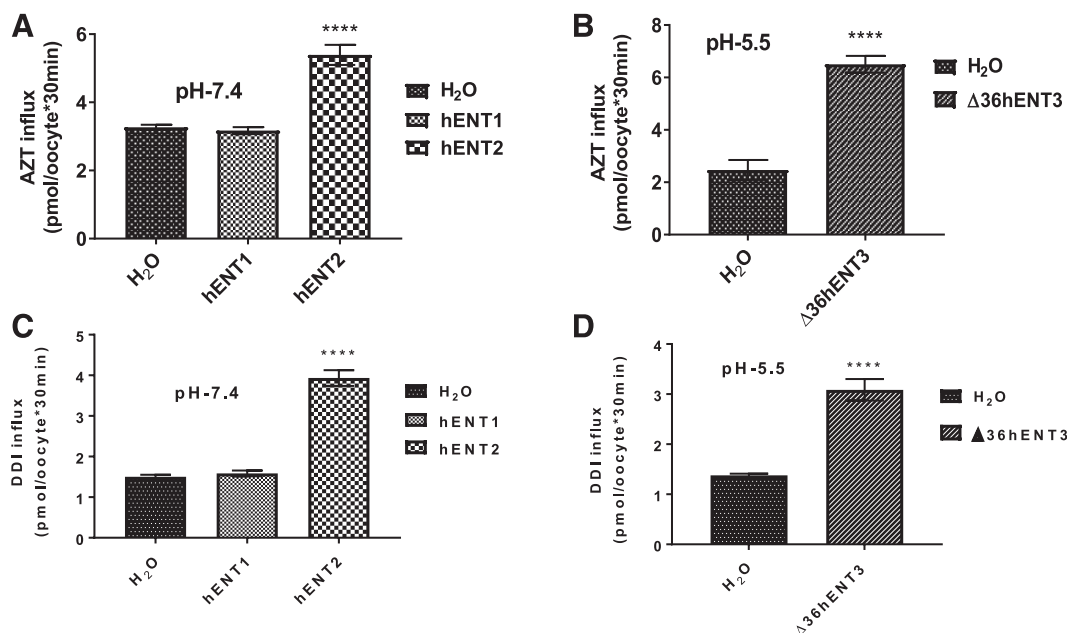 A
AZT influx
(pmol/oocyte*30min)
6
4
2
0
pH-7.4
****
H₂O
hENT1
hENT2
H₂O
hENT1
hENT2
B
AZT influx
(pmol/oocyte*30min)
8
6
4
2
0
pH-5.5
****
H₂O
Δ36hENT3
H₂O
Δ36hENT3
C
DDI influx
(pmol/oocyte*30min)
5
4
3
2
1
0
pH-7.4
****
H₂O
hENT1
hENT2
H₂O
hENT1
hENT2
D
DDI influx
(pmol/oocyte*30min)
4
3
2
1
0
pH-5.5
****
H₂O
Δ36hENT3
H₂O
▲36hENT3